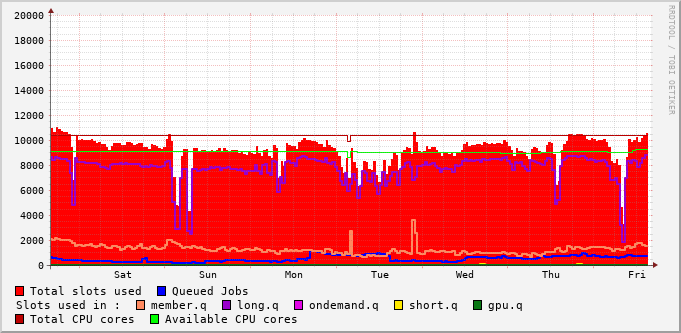 20000
18000
16000
14000
12000
10000
8000
6000
4000
2000
0
Sat Sun Mon Tue Wed Thu Fri
Total slots used Queued Jobs
Slots used in : member.q long.q ondemand.q short.q gpu.q
Total CPU cores Available CPU cores
RRDTOOL / TOBI OETIKER